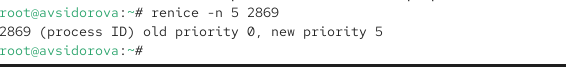 root@avsidorova:~# renice -n 5 2869
2869 (process ID) old priority 0, new priority 5
root@avsidorova:~#